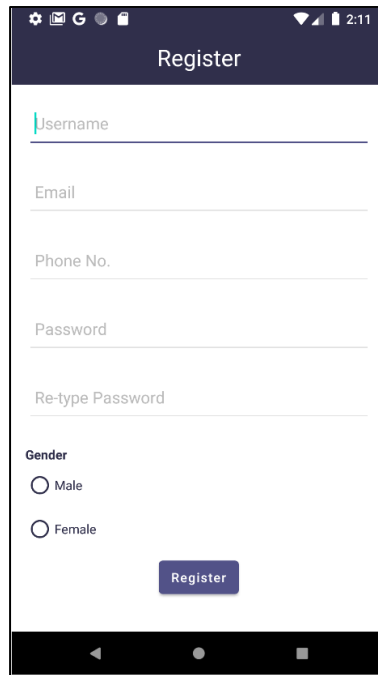 G 2:11
Register
Username
Email
Phone No.
Password
Re-type Password
Gender
Male
Female
Register